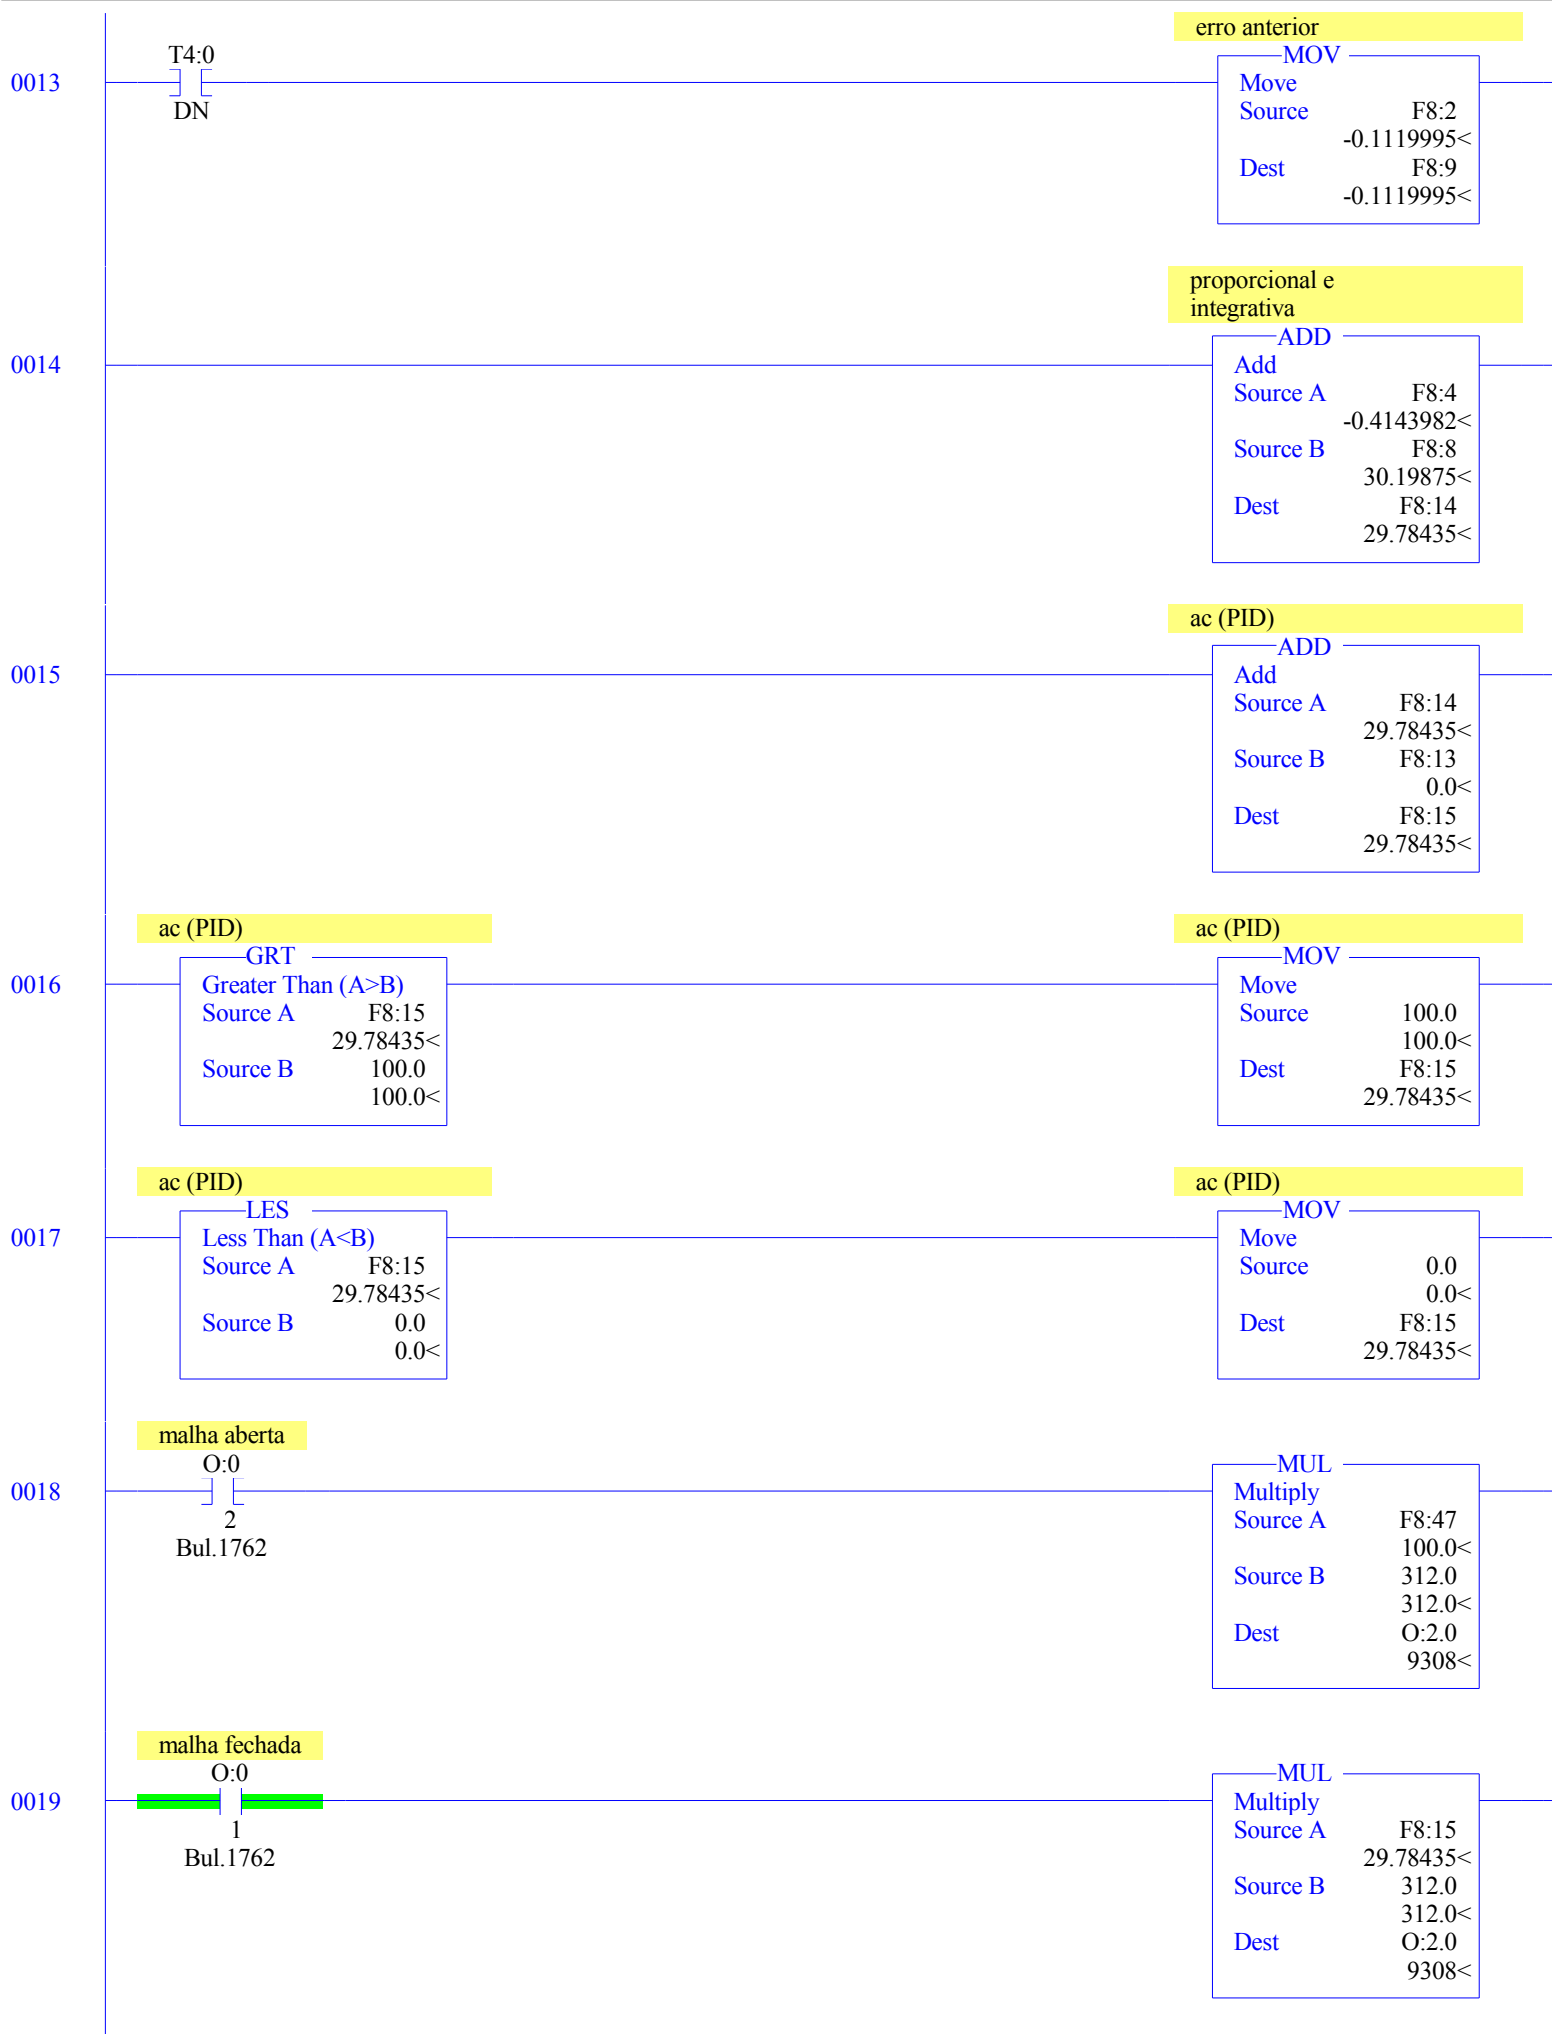 erro anterior
T4:0
MOV
0013
Move
DN
Source F8:2
-0.1119995<
Dest F8:9
-0.1119995<
proporcional e
integrativa
ADD
0014
Add
Source A F8:4
-0.4143982<
Source B F8:8
30.19875<
Dest F8:14
29.78435<
ac (PID)
ADD
0015
Add
Source A F8:14
29.78435<
Source B F8:13
0.0<
Dest F8:15
29.78435<
ac (PID)
GRT
0016
Greater Than (A>B)
Source A F8:15
29.78435<
Source B 100.0
100.0<
ac (PID)
MOV
Move
Source 100.0
100.0<
Dest F8:15
29.78435<
ac (PID)
LES
0017
Less Than (A<B)
Source A F8:15
29.78435<
Source B 0.0
0.0<
ac (PID)
MOV
Move
Source 0.0
0.0<
Dest F8:15
29.78435<
malha aberta
O:0
0018
2
Bul.1762
MUL
Multiply
Source A F8:47
100.0<
Source B 312.0
312.0<
Dest O:2.0
9308<
malha fechada
O:0
0019
1
Bul.1762
MUL
Multiply
Source A F8:15
29.78435<
Source B 312.0
312.0<
Dest O:2.0
9308<